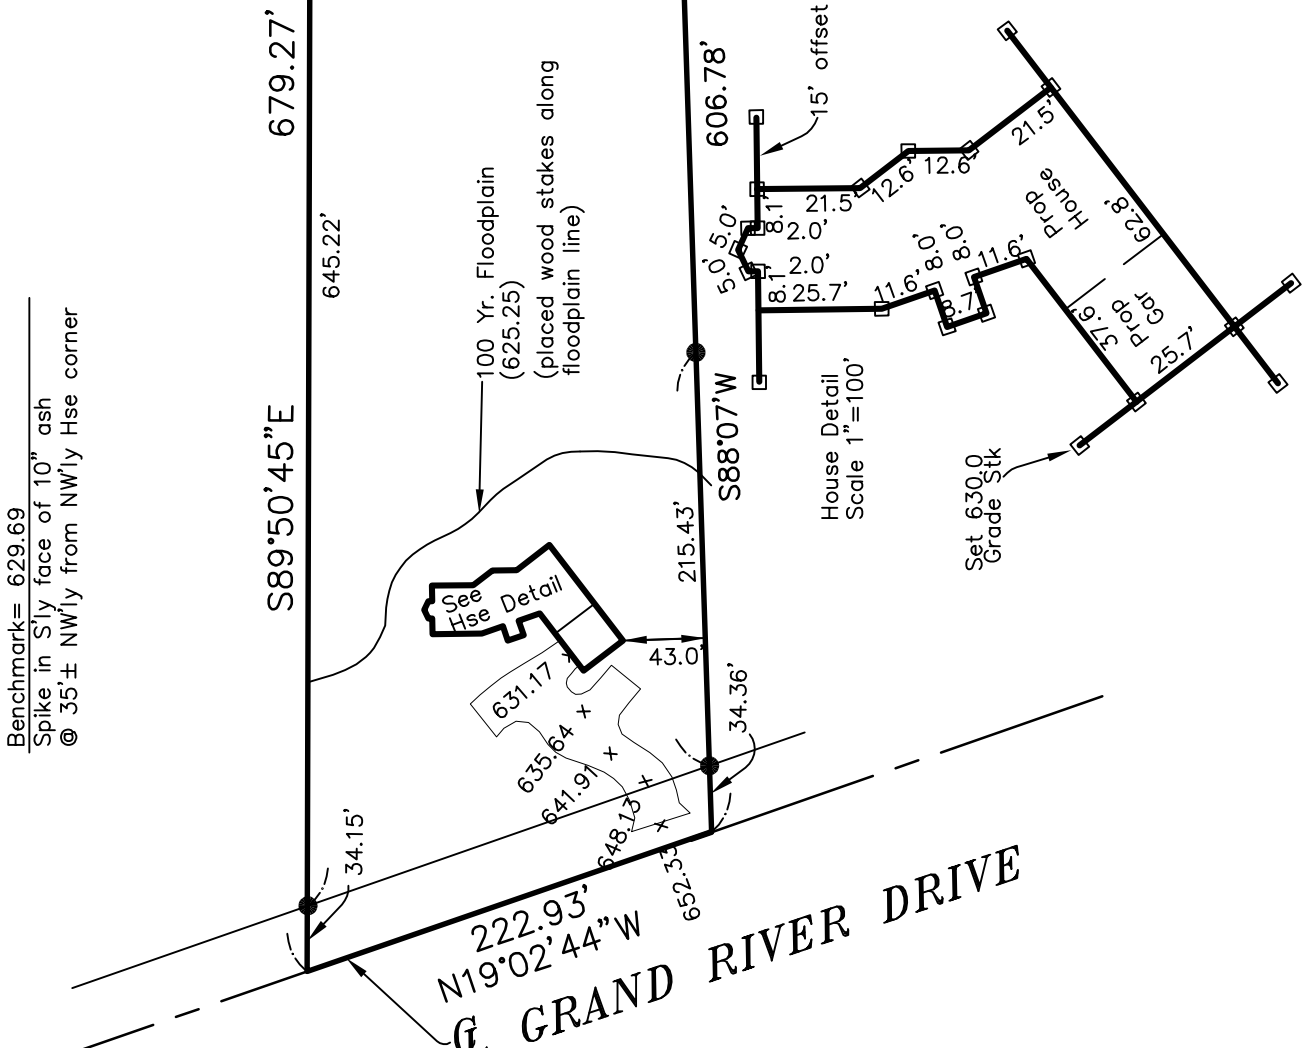 Benchmark= 629.69
Spike in S'ly face of 10" ash
@ 35'± NW'ly from NW'ly Hse corner
679.27'
S89°50'45"E
645.22'
100 Yr. Floodplain
(625.25)
(placed wood stakes along
floodplain line)
606.78'
S88°07'W
215.43'
34.36'
43.0'
See
Hse Detail
631.17
635.64
641.91
648.13
652.33
34.15'
222.93'
N19°02'44"W
℄ GRAND RIVER DRIVE
15' offset
21.5'
12.6'
12.6'
21.5'
8.1'
2.0'
5.0'
5.0'
2.0'
8.1'
25.7'
11.6'
8.0'
8.7'
8.0'
11.6'
37.6'
25.7'
62.8'
Prop
House
Prop
Gar
House Detail
Scale 1"=100'
Set 630.0
Grade Stk